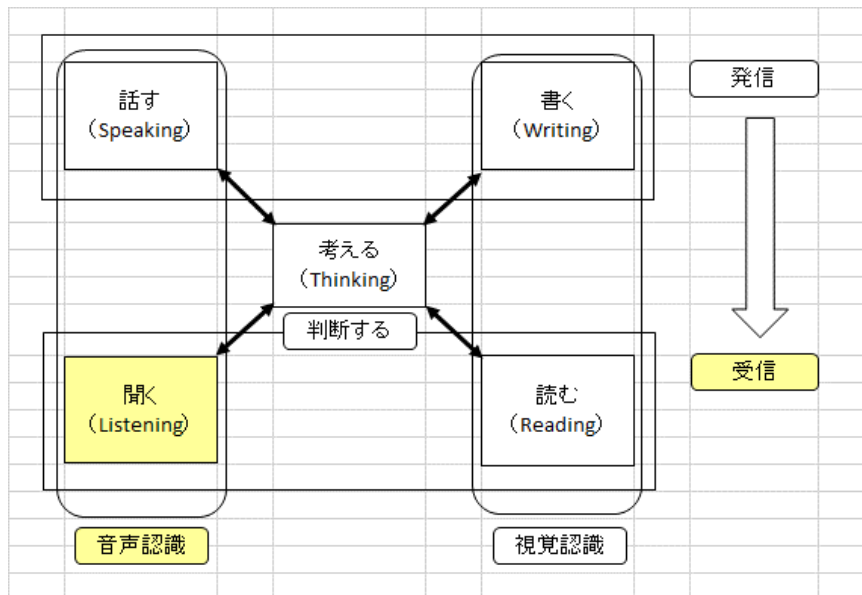 話す
（Speaking）
書く
（Writing）
発信
考える
（Thinking）
判断する
聞く
（Listening）
読む
（Reading）
受信
音声認識
視覚認識